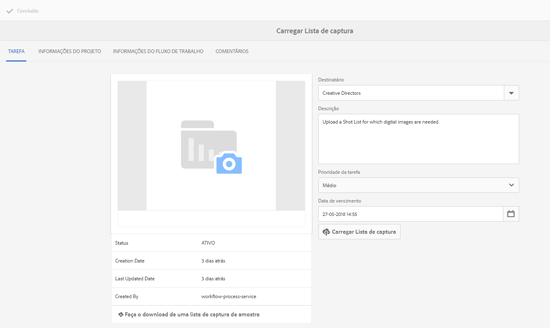 Concluído
Carregar Lista de captura
TAREFA
INFORMAÇÕES DO PROJETO
INFORMAÇÕES DO FLUXO DE TRABALHO
COMENTÁRIOS
Destinatário
Creative Directors
Descrição
Upload a Shot List for which digital images are needed.
Prioridade da tarefa
Médio
Data de vencimento
27-05-2018 14:55
Carregar Lista de captura
Status ATIVO
Creation Date 3 dias atrás
Last Updated Date 3 dias atrás
Created By workflow-process-service
Faça o download de uma lista de captura de amostra